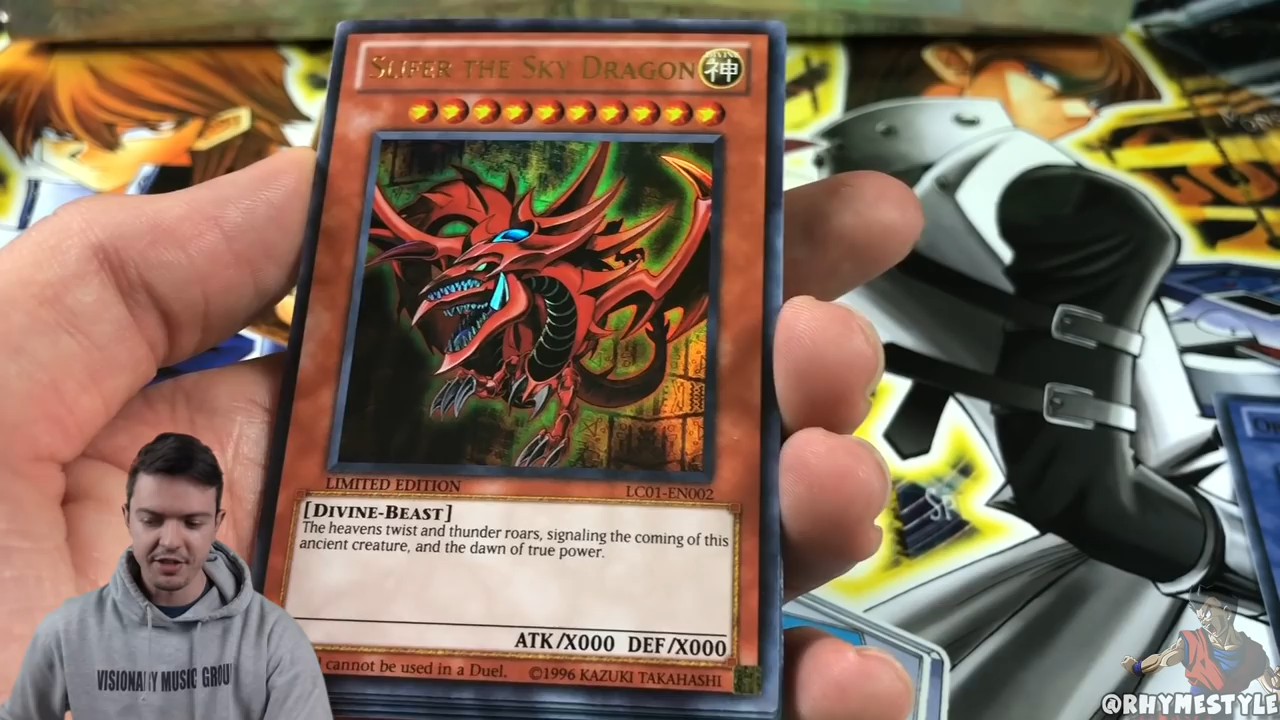 SLIFER THE SKY DRAGON
神
LIMITED EDITION
LC01-EN002
[DIVINE-BEAST]
The heavens twist and thunder roars, signaling the coming of this
ancient creature, and the dawn of true power.
ATK/X000 DEF/X000
cannot be used in a Duel. ©1996 KAZUKI TAKAHASHI
VISIONARY MUSIC GROUP
@RHYMESTYLE